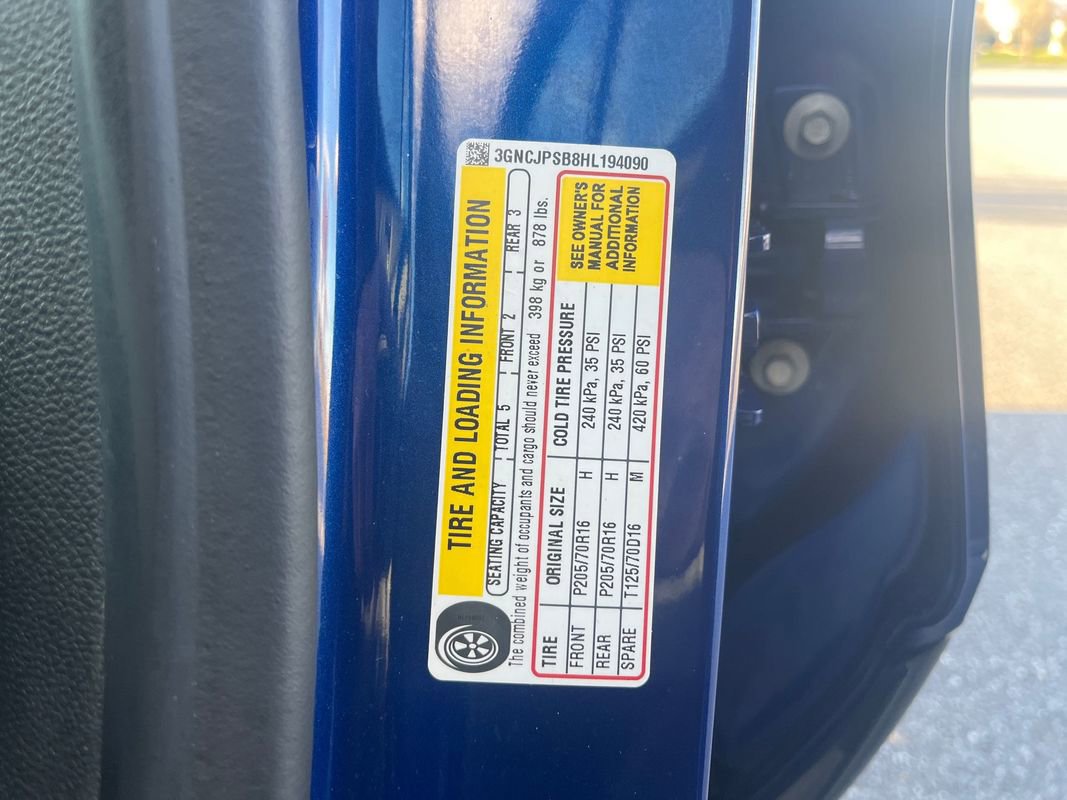 3GNCJPSB8HL194090
TIRE AND LOADING INFORMATION
SEATING CAPACITY TOTAL 5 FRONT 2 REAR 3
The combined weight of occupants and cargo should never exceed 398 kg or 878 lbs.
TIRE ORIGINAL SIZE COLD TIRE PRESSURE
FRONT P205/70R16 H 240 kPa, 35 PSI
REAR P205/70R16 H 240 kPa, 35 PSI
SPARE T125/70D16 M 420 kPa, 60 PSI
SEE OWNER'S
MANUAL FOR
ADDITIONAL
INFORMATION